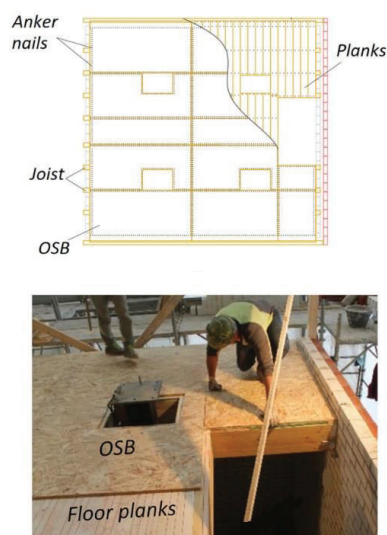 Anker
nails
Planks
Joist
OSB
OSB
Floor planks